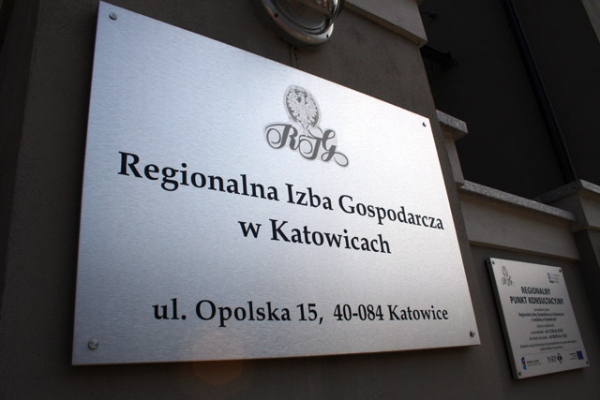 RIG
Regionalna Izba Gospodarcza
w Katowicach
ul. Opolska 15, 40-084 Katowice
REGIONALNY
PUNKT KONSULTACYJNY